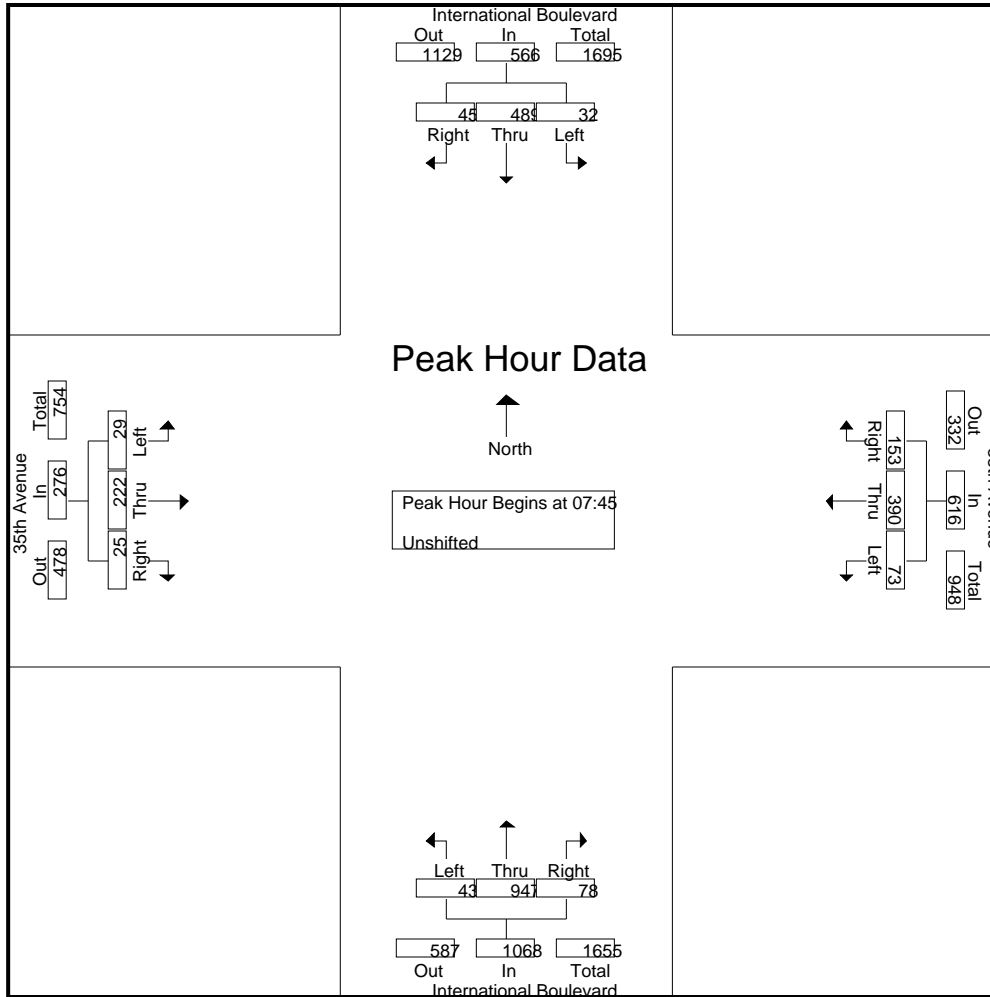 International Boulevard
Out In Total
1129 566 1695
45 489 32
Right Thru Left
Peak Hour Data
North
Peak Hour Begins at 07:45
Unshifted
35th Avenue
Total In Out
754 276 478
29 222 25
Left Thru Right
Right Thru Left
153 390 73
332 616 948
Out In Total
Avenue
Left Thru Right
43 947 78
587 1068 1655
Out In Total
International Boulevard